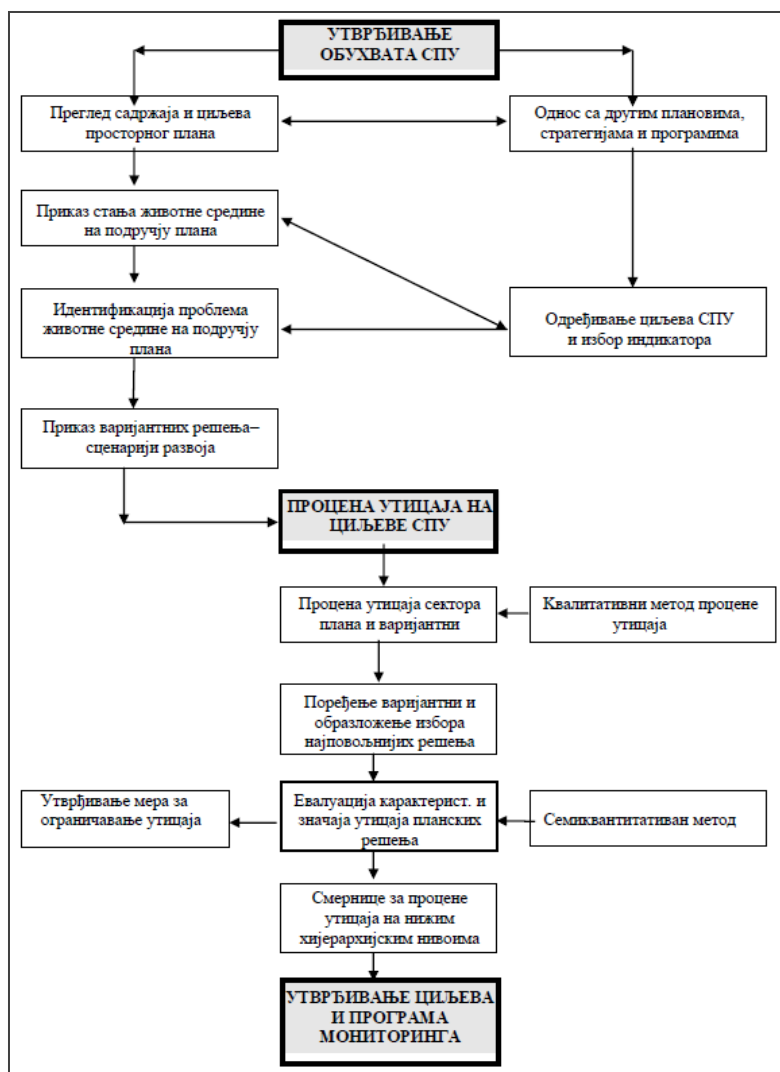 УТВРЂИВАЊЕ
ОБУХВАТА СПУ
Преглед садржаја и циљева
просторног плана
Однос са другим плановима,
стратегијама и програмима
Приказ стања животне средине
на подручју плана
Идентификација проблема
животне средине на подручју
плана
Одређивање циљева СПУ
и избор индикатора
Приказ варијантних решења–
сценарији развоја
ПРОЦЕНА УТИЦАЈА НА
ЦИЉЕВЕ СПУ
Процена утицаја сектора
плана и варијантни
Квалитативни метод процене
утицаја
Поређење варијантни и
образложење избора
најповољнијих решења
Утврђивање мера за
ограничавање утицаја
Евалуација карактерист. и
значаја утицаја планских
решења
Семиквантитативан метод
Смернице за процене
утицаја на нижим
хијерархијским нивоима
УТВРЂИВАЊЕ ЦИЉЕВА
И ПРОГРАМА
МОНИТОРИНГА